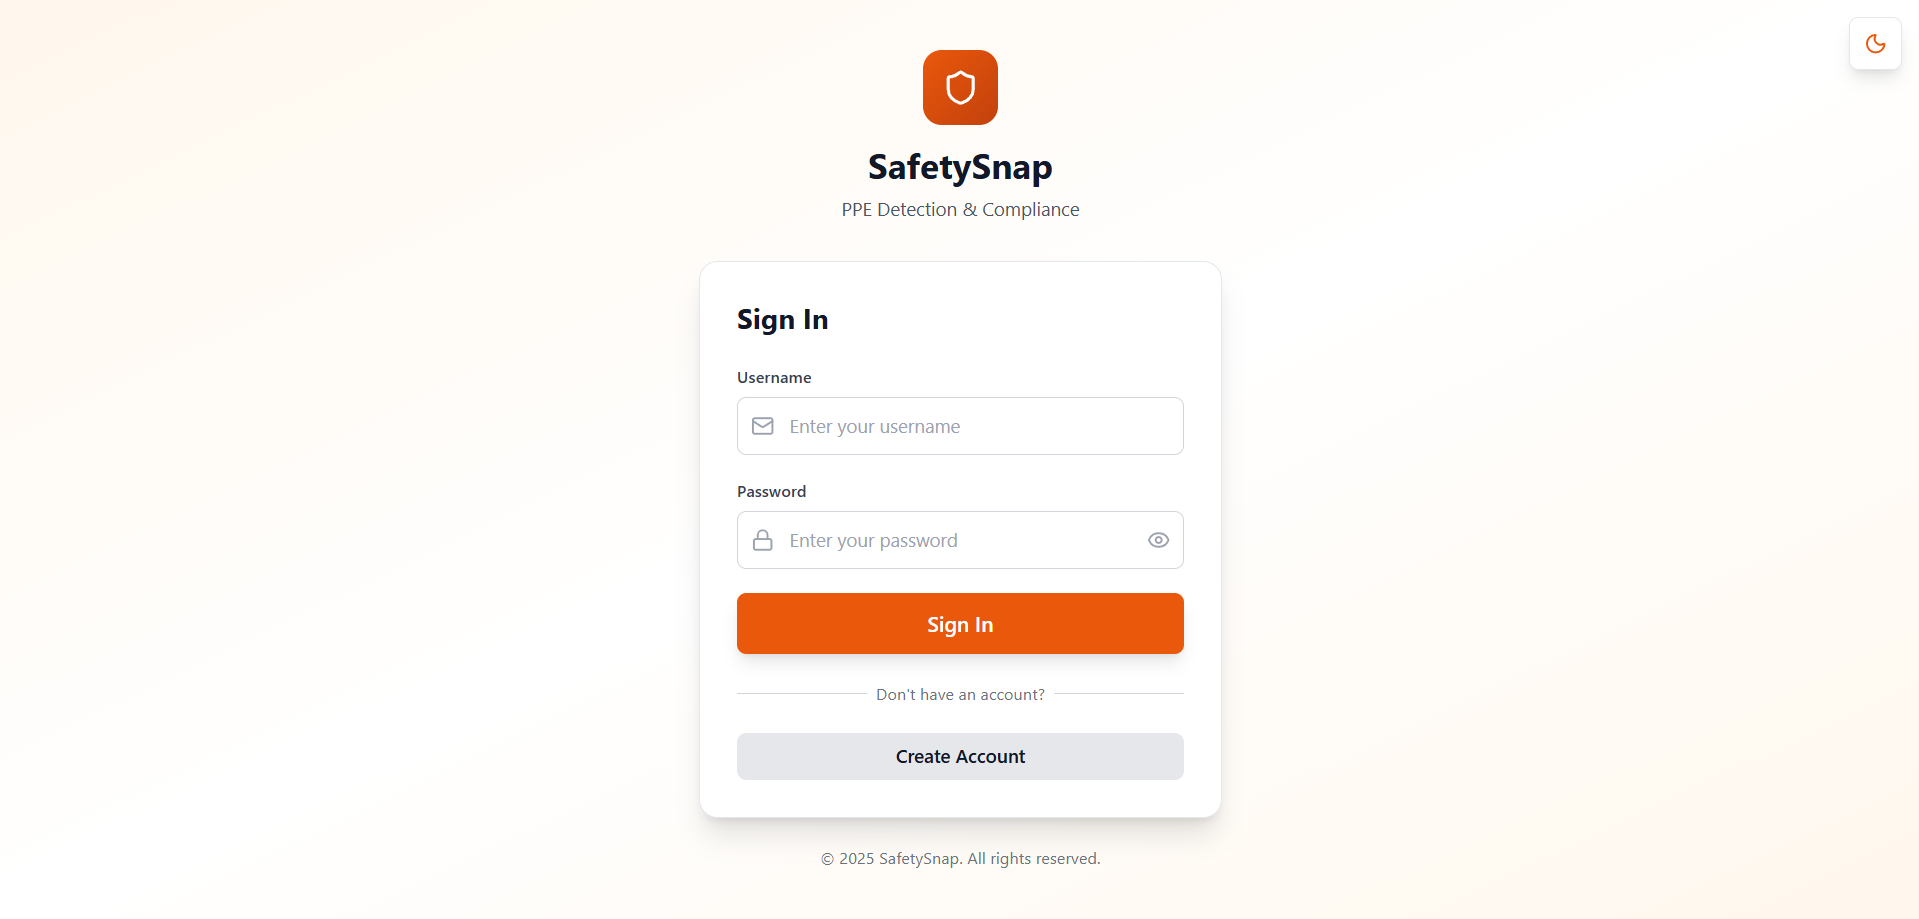 SafetySnap
PPE Detection & Compliance
Sign In
Username
Enter your username
Password
Enter your password
Sign In
Don't have an account?
Create Account
© 2025 SafetySnap. All rights reserved.